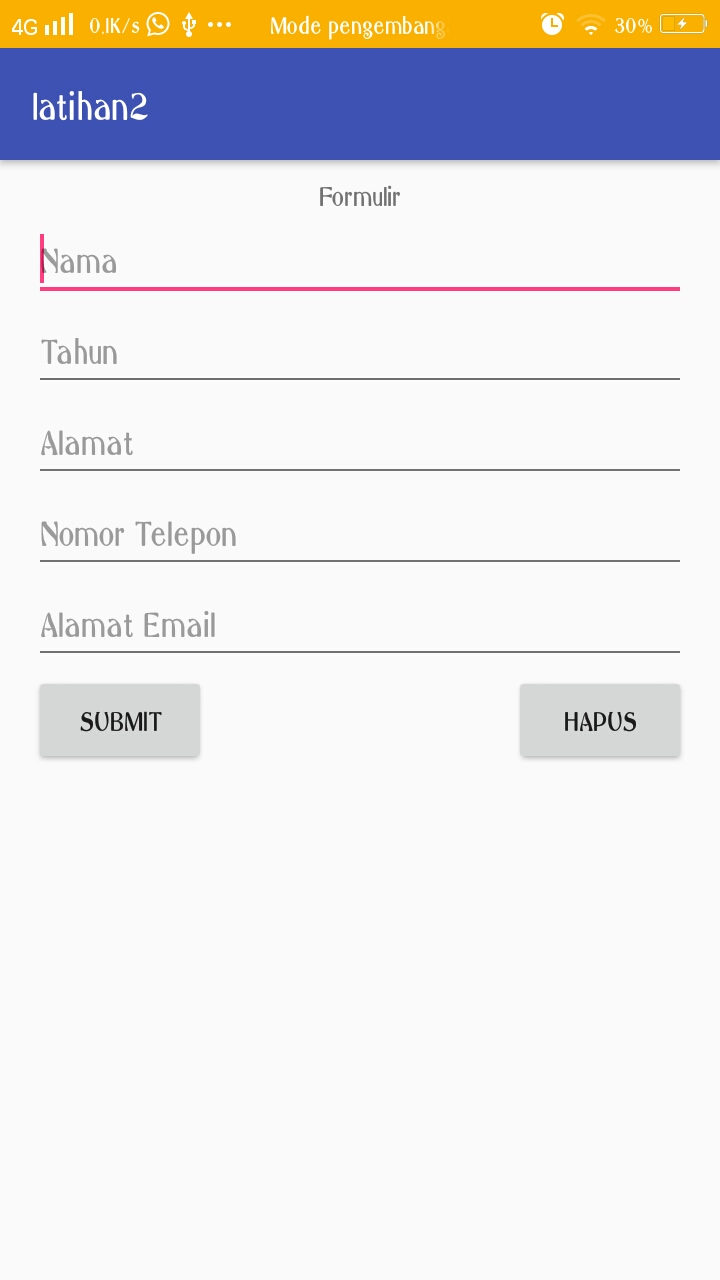 4G 0.1K/s ... Mode pengembang 30%
latihan2
Formulir
Nama
Tahun
Alamat
Nomor Telepon
Alamat Email
SUBMIT HAPUS